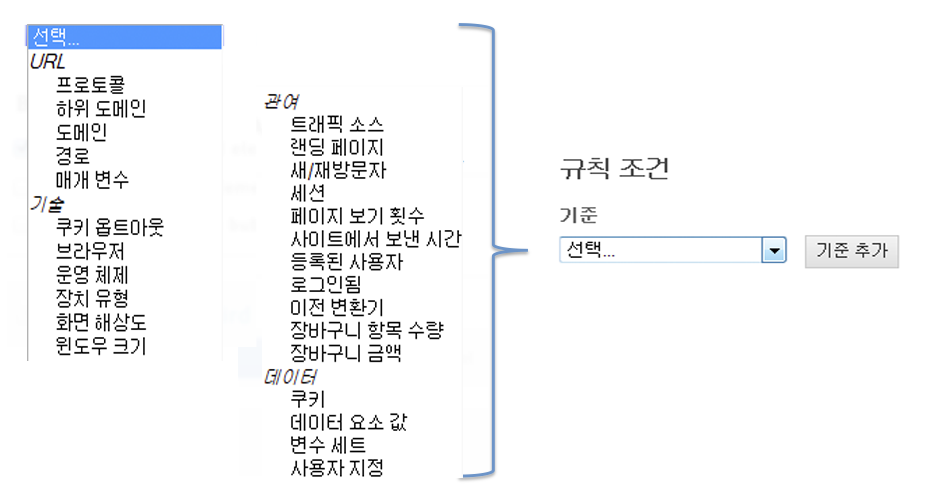 선택...
URL
프로토콜
하위 도메인
도메인
경로
매개 변수
기술
쿠키 옵트아웃
브라우저
운영 체제
장치 유형
화면 해상도
윈도우 크기
관여
트래픽 소스
랜딩 페이지
새/재방문자
세션
페이지 보기 횟수
사이트에서 보낸 시간
등록된 사용자
로그인됨
이전 변환기
장바구니 항목 수량
장바구니 금액
데이터
쿠키
데이터 요소 값
변수 세트
사용자 지정
규칙 조건
기준
선택...
기준 추가